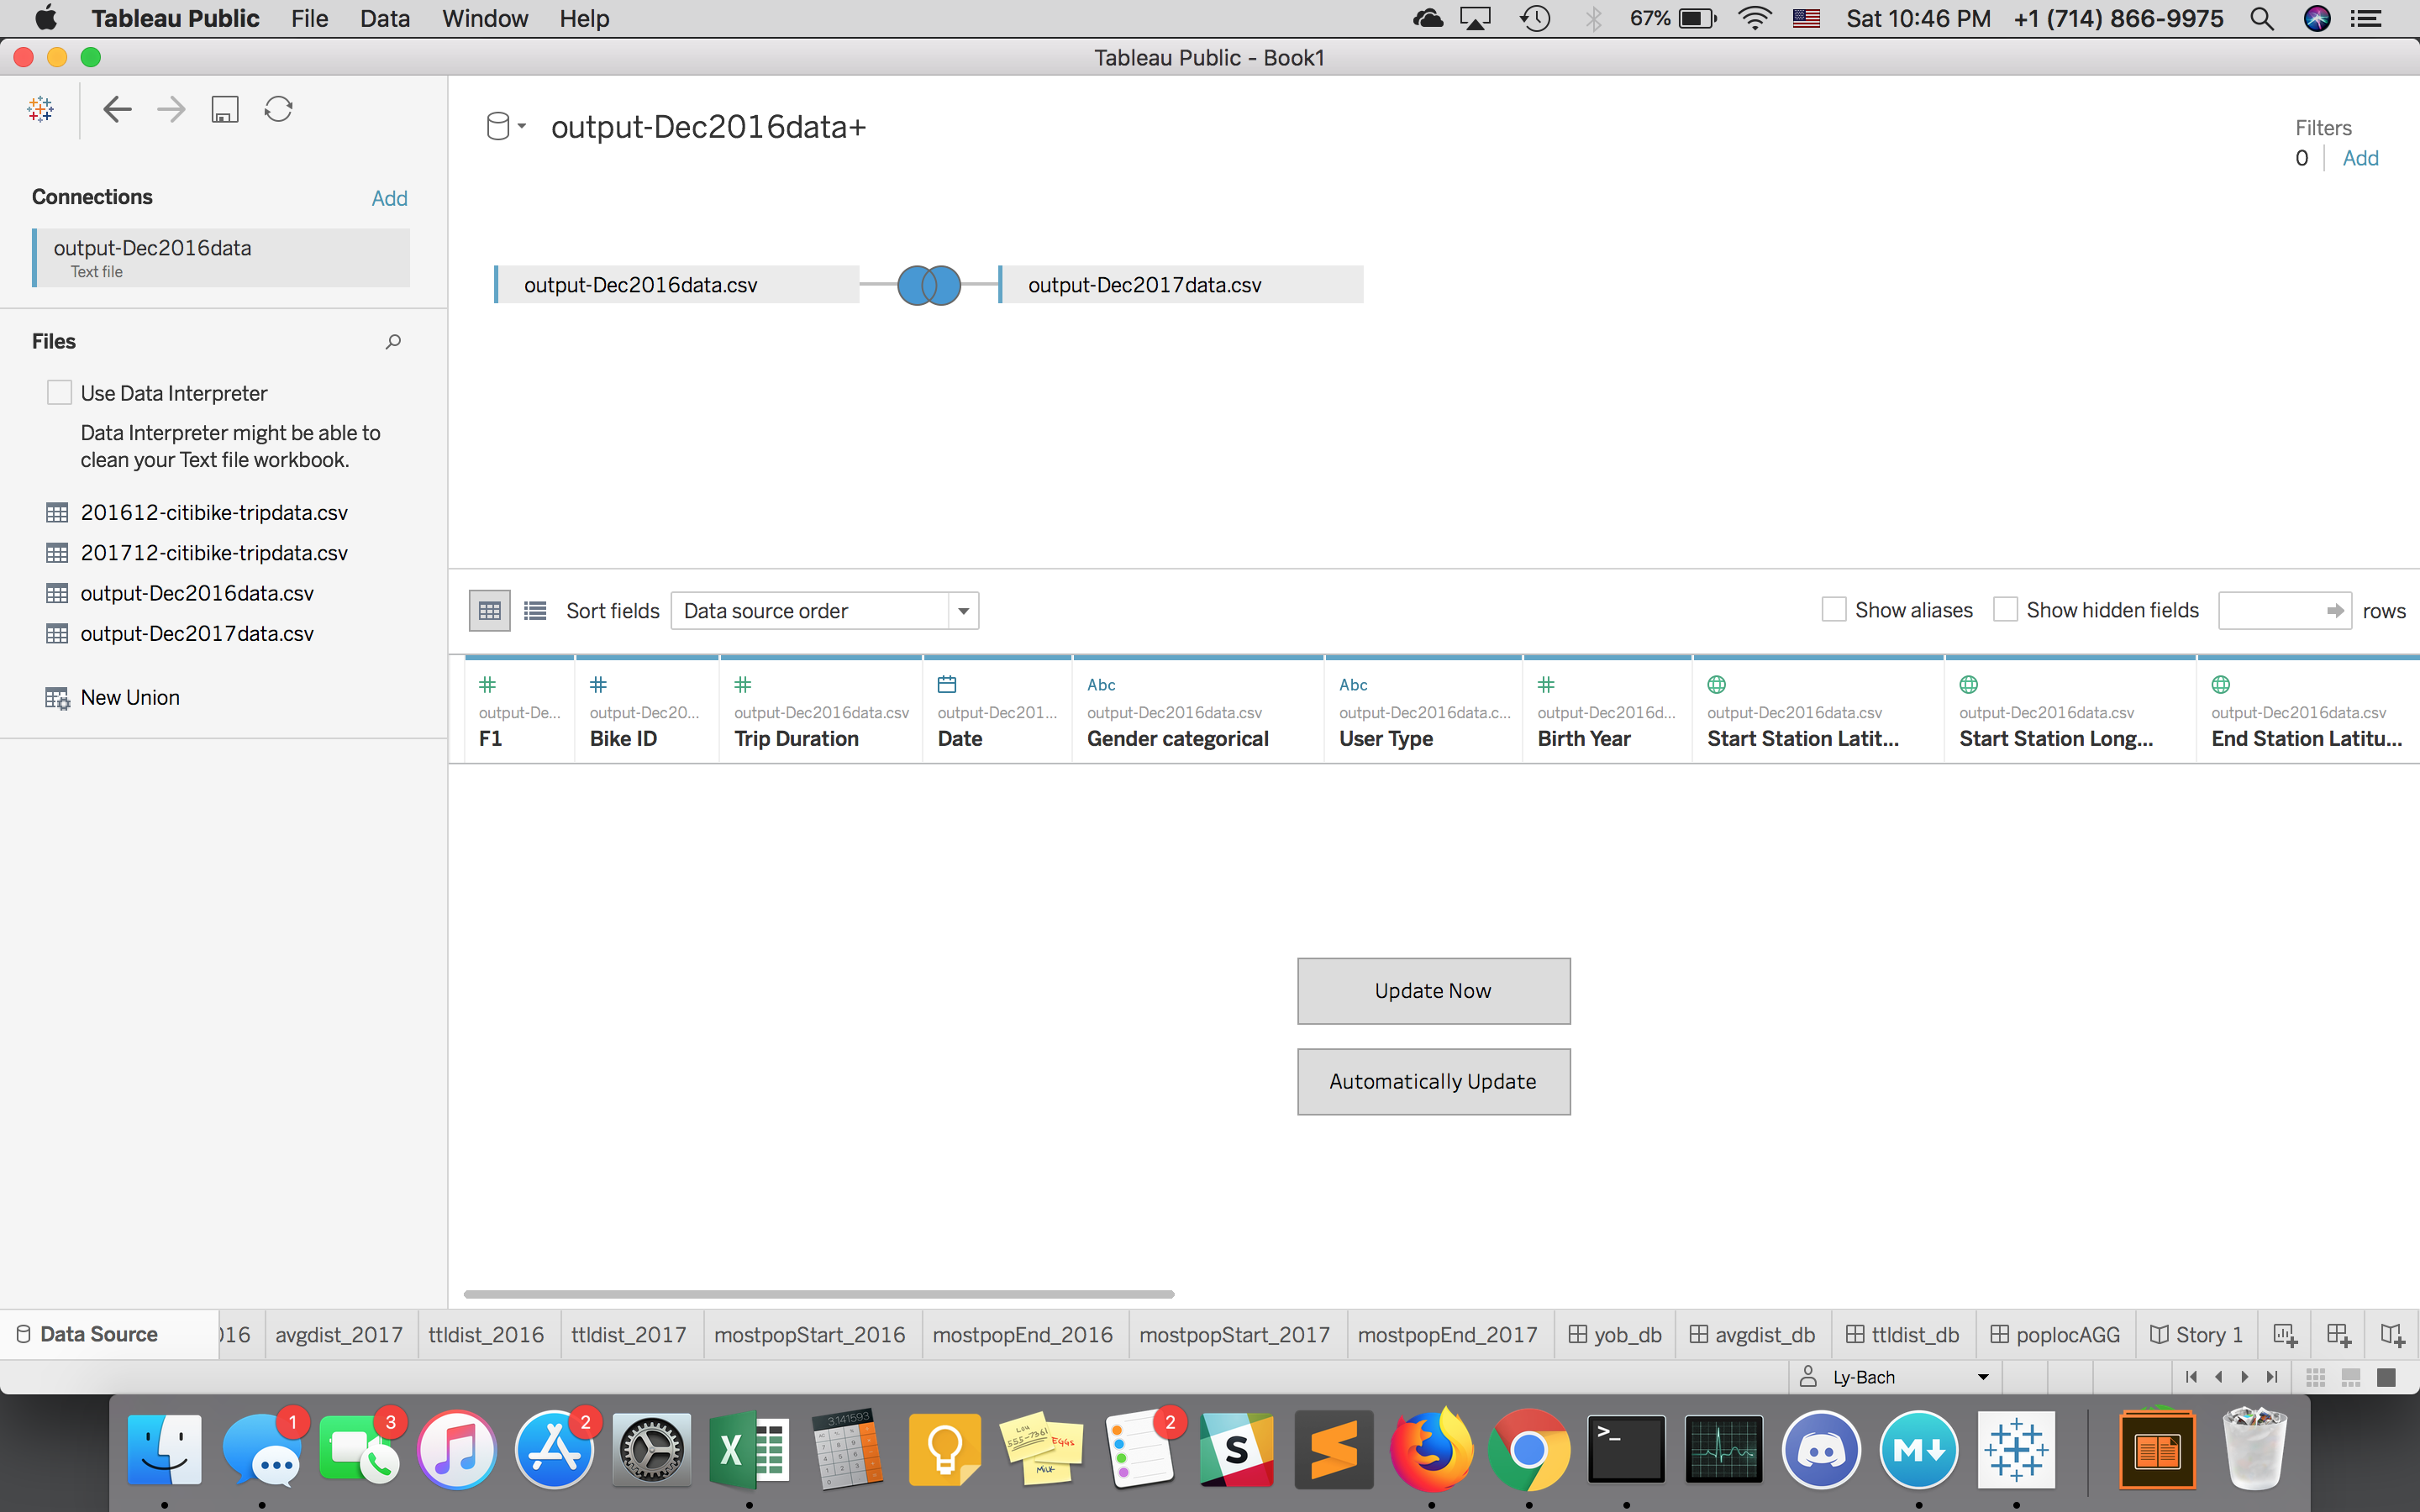 Tableau Public File Data Window Help 67% Sat 10:46 PM +1 (714) 866-9975
Tableau Public - Book1
output-Dec2016data+
Filters
0 Add
Connections Add
output-Dec2016data
Text file
output-Dec2016data.csv output-Dec2017data.csv
Files
Use Data Interpreter
Data Interpreter might be able to
clean your Text file workbook.
201612-citibike-tripdata.csv
201712-citibike-tripdata.csv
output-Dec2016data.csv
output-Dec2017data.csv
New Union
Sort fields Data source order Show aliases Show hidden fields rows
Abc Abc
output-De... output-Dec20... output-Dec2016data.csv output-Dec201... output-Dec2016data.csv output-Dec2016data.c... output-Dec2016d... output-Dec2016data.csv output-Dec2016data.csv output-Dec2016data.csv
F1 Bike ID Trip Duration Date Gender categorical User Type Birth Year Start Station Latit... Start Station Long... End Station Latitu...
Update Now
Automatically Update
Data Source 16 avgdist_2017 ttldist_2016 ttldist_2017 mostpopStart_2016 mostpopEnd_2016 mostpopStart_2017 mostpopEnd_2017 yob_db avgdist_db ttldist_db poplocAGG Story 1
Ly-Bach
1 3 2 2
3.141593
555-7361
EGGS
MILK
X S >_ M